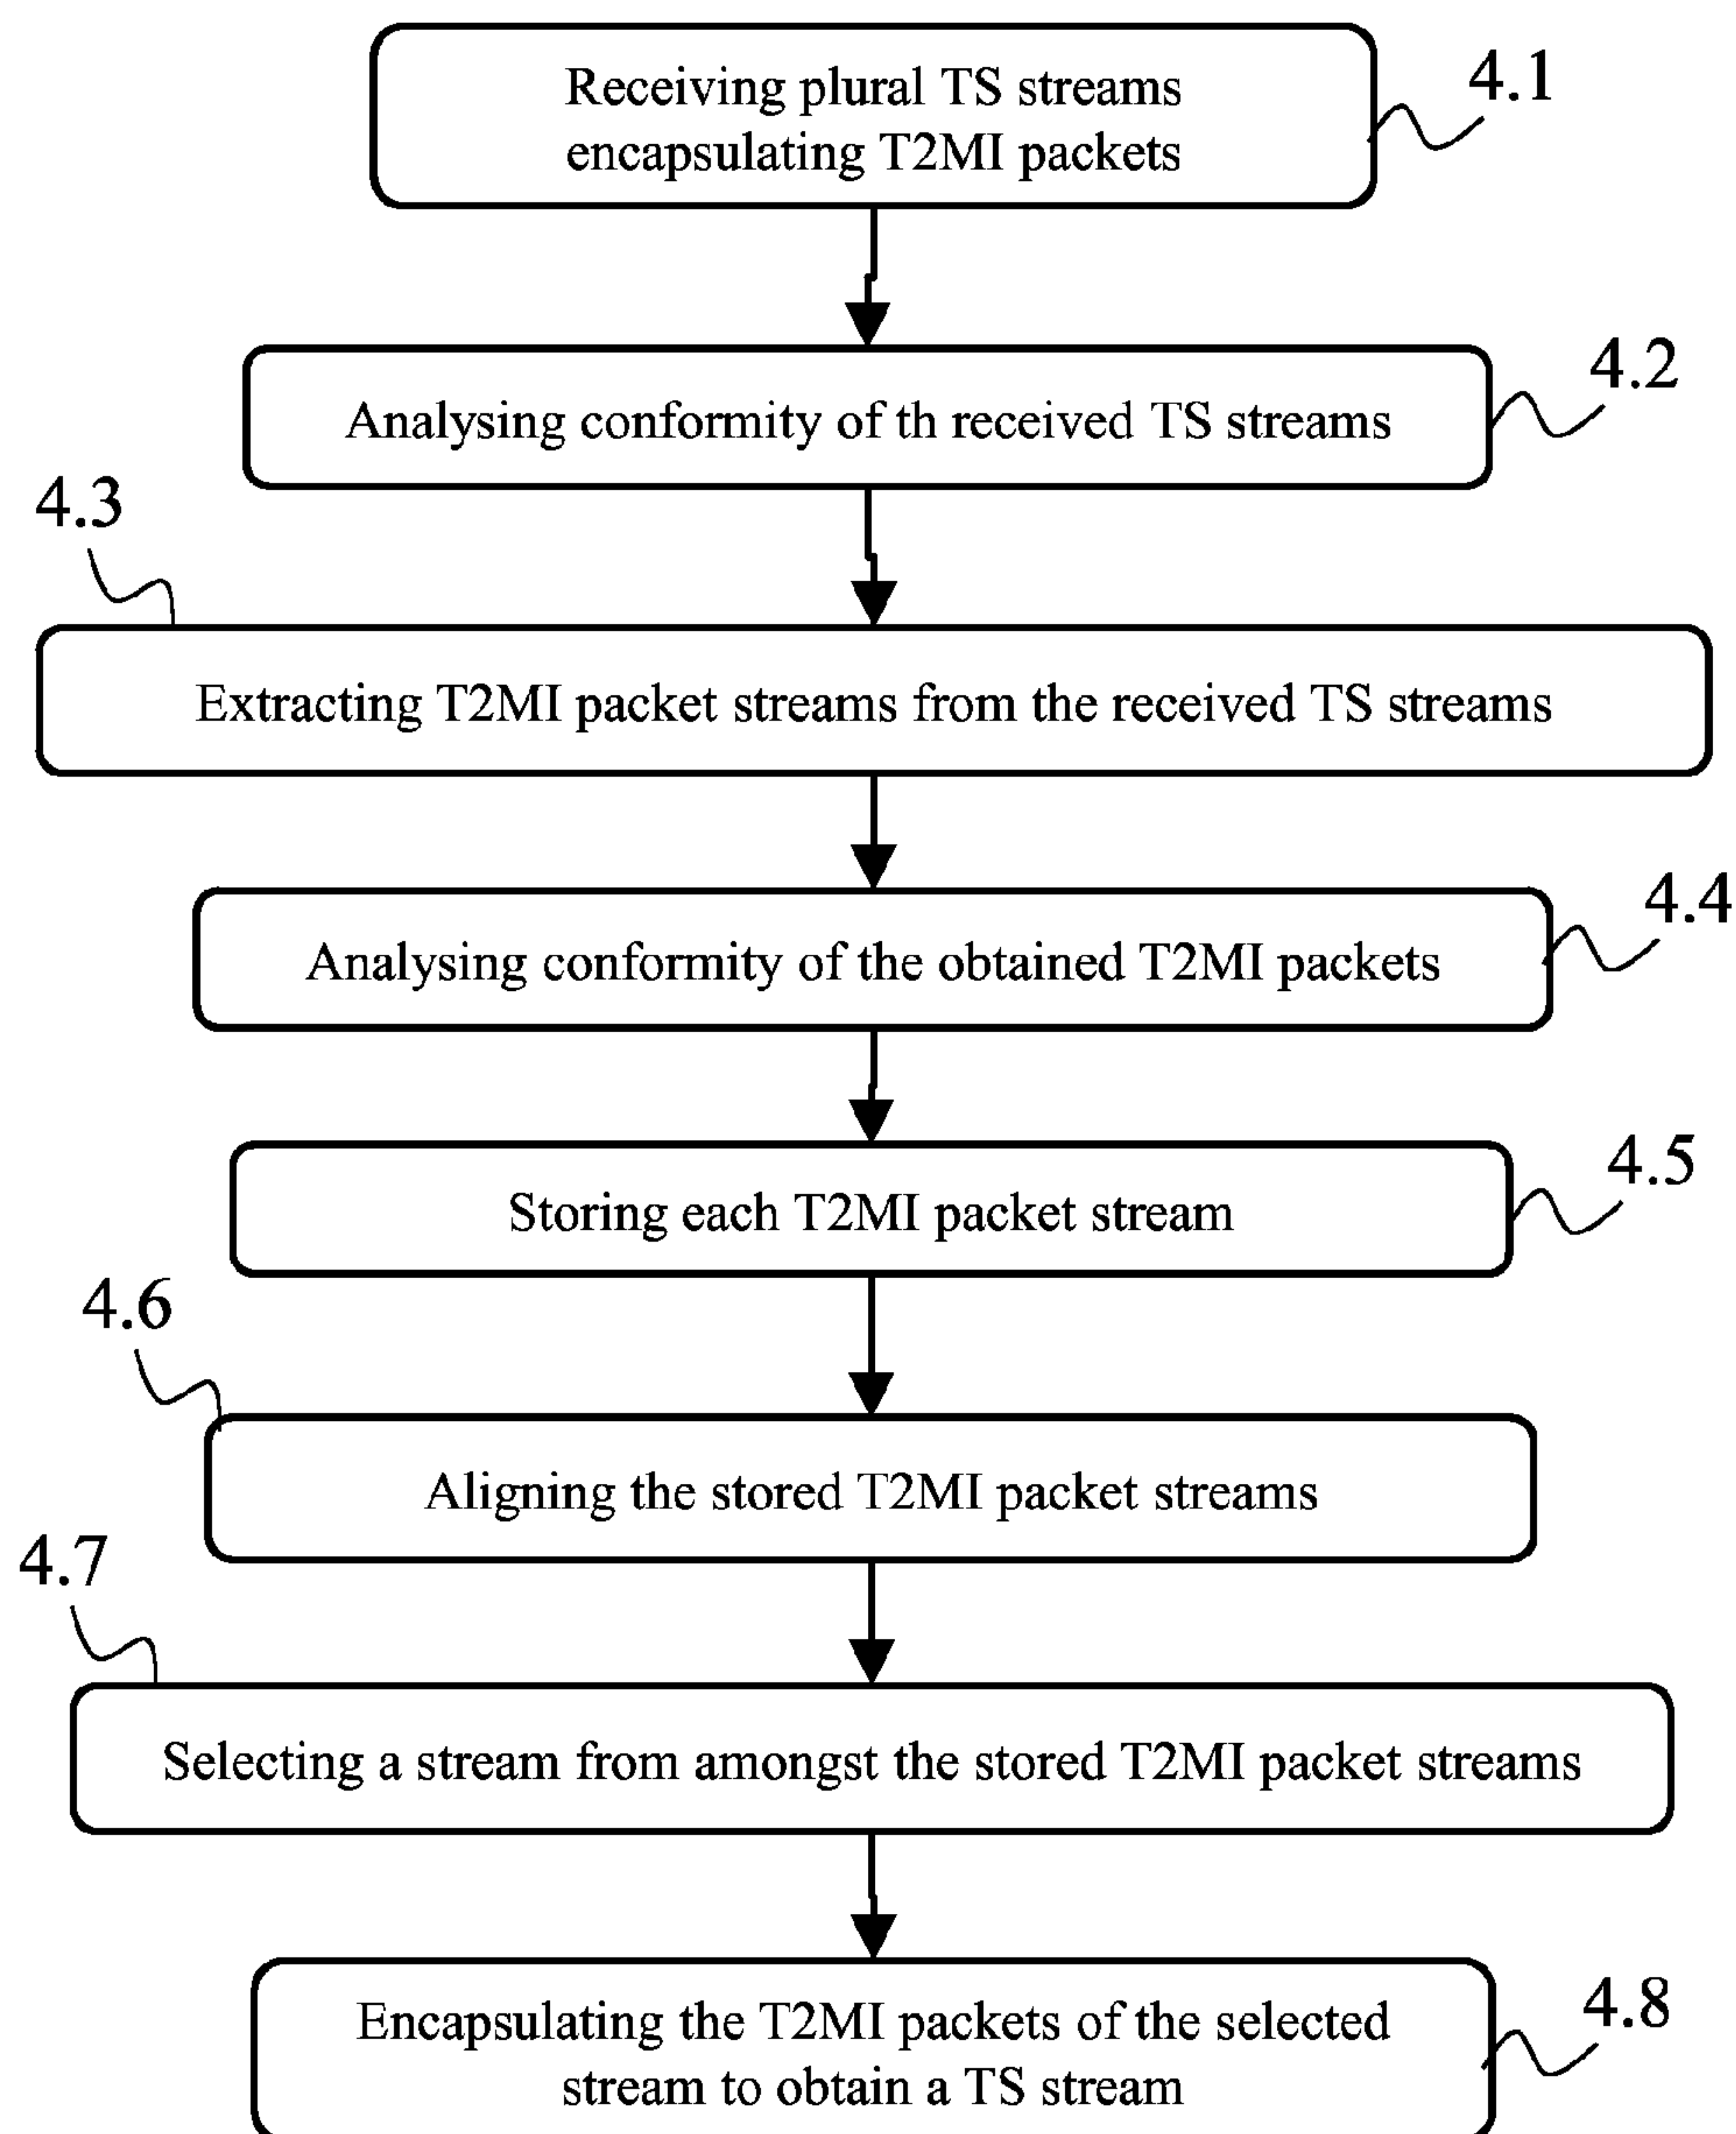 Receiving plural TS streams
encapsulating T2MI packets
4.1
Analysing conformity of th received TS streams
4.2
4.3
Extracting T2MI packet streams from the received TS streams
4.4
Analysing conformity of the obtained T2MI packets
4.5
Storing each T2MI packet stream
4.6
Aligning the stored T2MI packet streams
4.7
Selecting a stream from amongst the stored T2MI packet streams
4.8
Encapsulating the T2MI packets of the selected
stream to obtain a TS stream